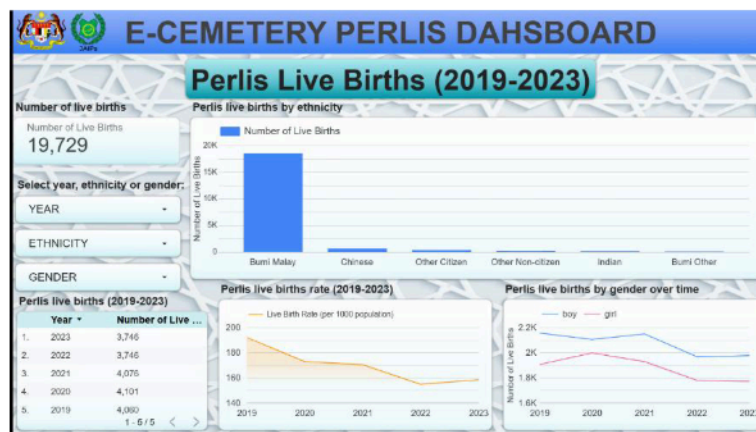 E-CEMETERY PERLIS DAHSBOARD
Perlis Live Births (2019-2023)
Number of live births
Number of Live Births
19,729
Select year, ethnicity or gender:
YEAR
ETHNICITY
GENDER
Perlis live births (2019-2023)
Year Number of Live ...
1. 2023 3,746
2. 2022 3,746
3. 2021 4,076
4. 2020 4,101
5. 2019 4,060
1 - 5 / 5 < >
Perlis live births by ethnicity
Number of Live Births
Number of Live Births
20K
15K
10K
5K
0
Bumi Malay Chinese Other Citizen Other Non-citizen Indian Bumi Other
Perlis live births rate (2019-2023)
Live Birth Rate (per 1000 population)
200
180
160
140
2019 2020 2021 2022 2023
Perlis live births by gender over time
boy girl
Number of Live Births
2.2K
2K
1.8K
1.6K
2019 2020 2021 2022